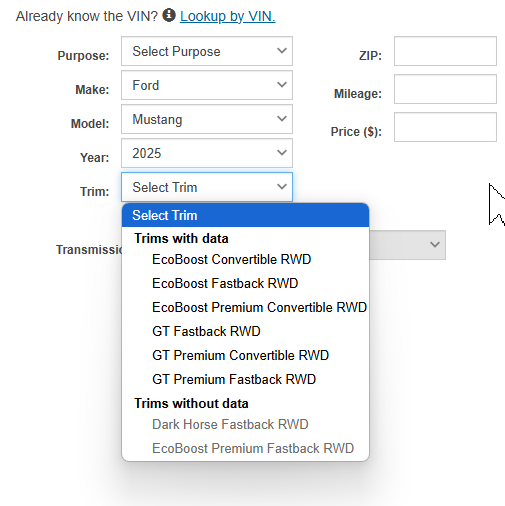 Already know the VIN? Lookup by VIN.
Purpose: Select Purpose ZIP:
Make: Ford Mileage:
Model: Mustang Price ($):
Year: 2025
Trim: Select Trim
Select Trim
Trims with data
Transmissio
EcoBoost Convertible RWD
EcoBoost Fastback RWD
EcoBoost Premium Convertible RWD
GT Fastback RWD
GT Premium Convertible RWD
GT Premium Fastback RWD
Trims without data
Dark Horse Fastback RWD
EcoBoost Premium Fastback RWD